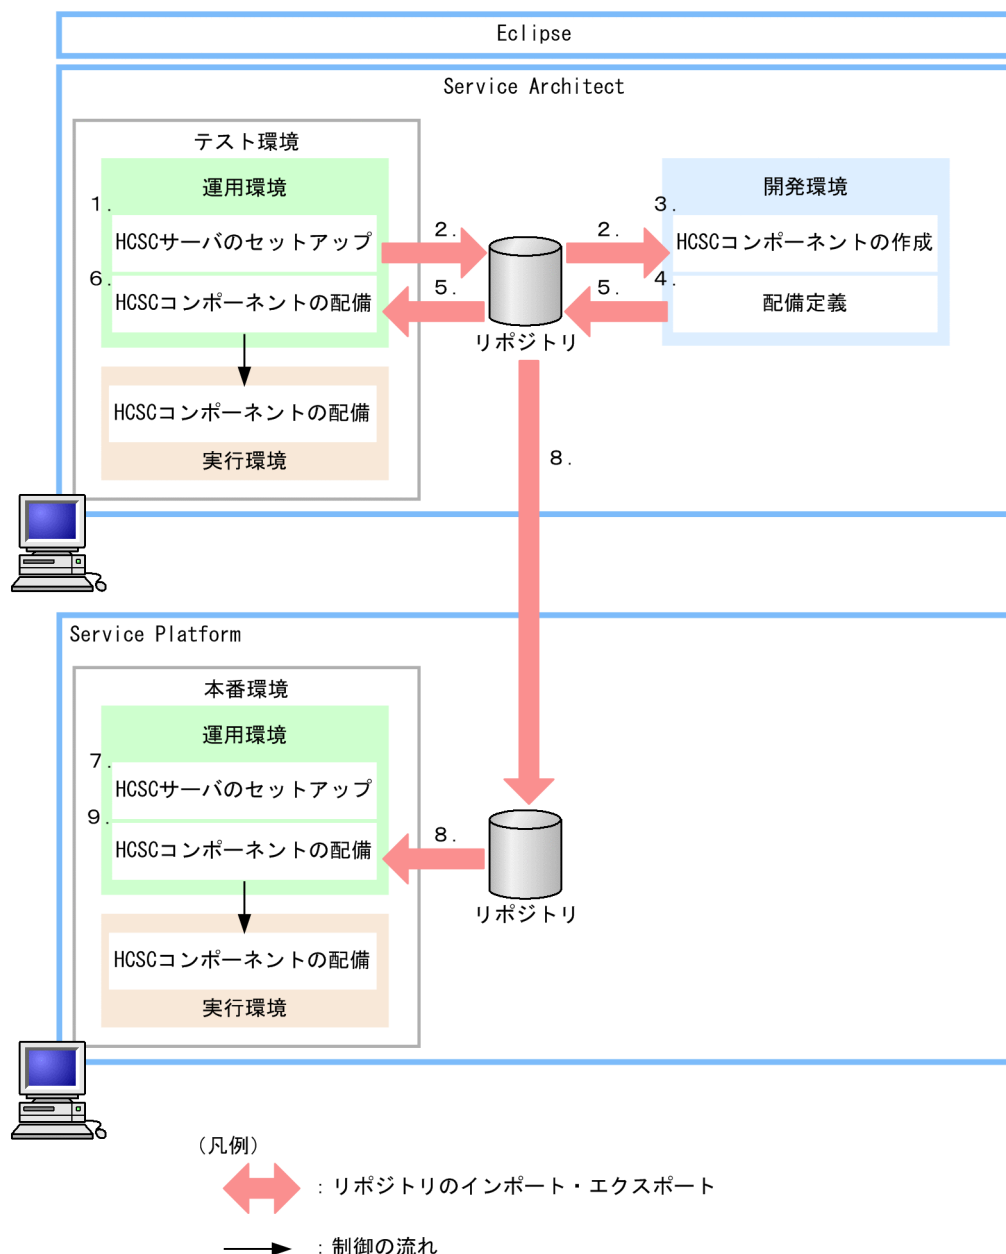 Eclipse
Service Architect
テスト環境
運用環境
開発環境
1.
3.
HCSCサーバのセットアップ
2.
2.
HCSCコンポーネントの作成
6.
5.
5.
4.
HCSCコンポーネントの配備
配備定義
リポジトリ
HCSCコンポーネントの配備
実行環境
8.
Service Platform
本番環境
運用環境
7.
HCSCサーバのセットアップ
9.
8.
HCSCコンポーネントの配備
リポジトリ
HCSCコンポーネントの配備
実行環境
(凡例)
:リポジトリのインポート・エクスポート
:制御の流れ